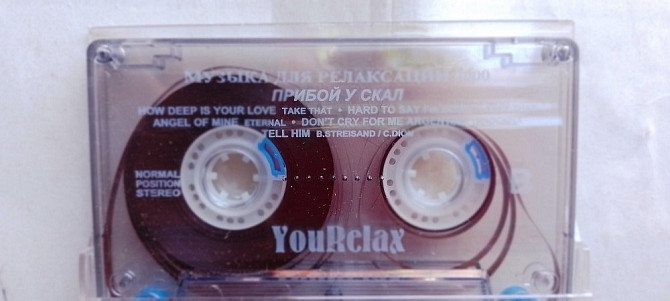 МУЗЫКА ДЛЯ РЕЛАКСАЦИИ
ПРИБОЙ У СКАЛ
HOW DEEP IS YOUR LOVE TAKE THAT • HARD TO SAY
ANGEL OF MINE ETERNAL • DON'T CRY FOR ME
TELL HIM B.STREISAND / C.DION
NORMAL
POSITION
STEREO
YouRelax